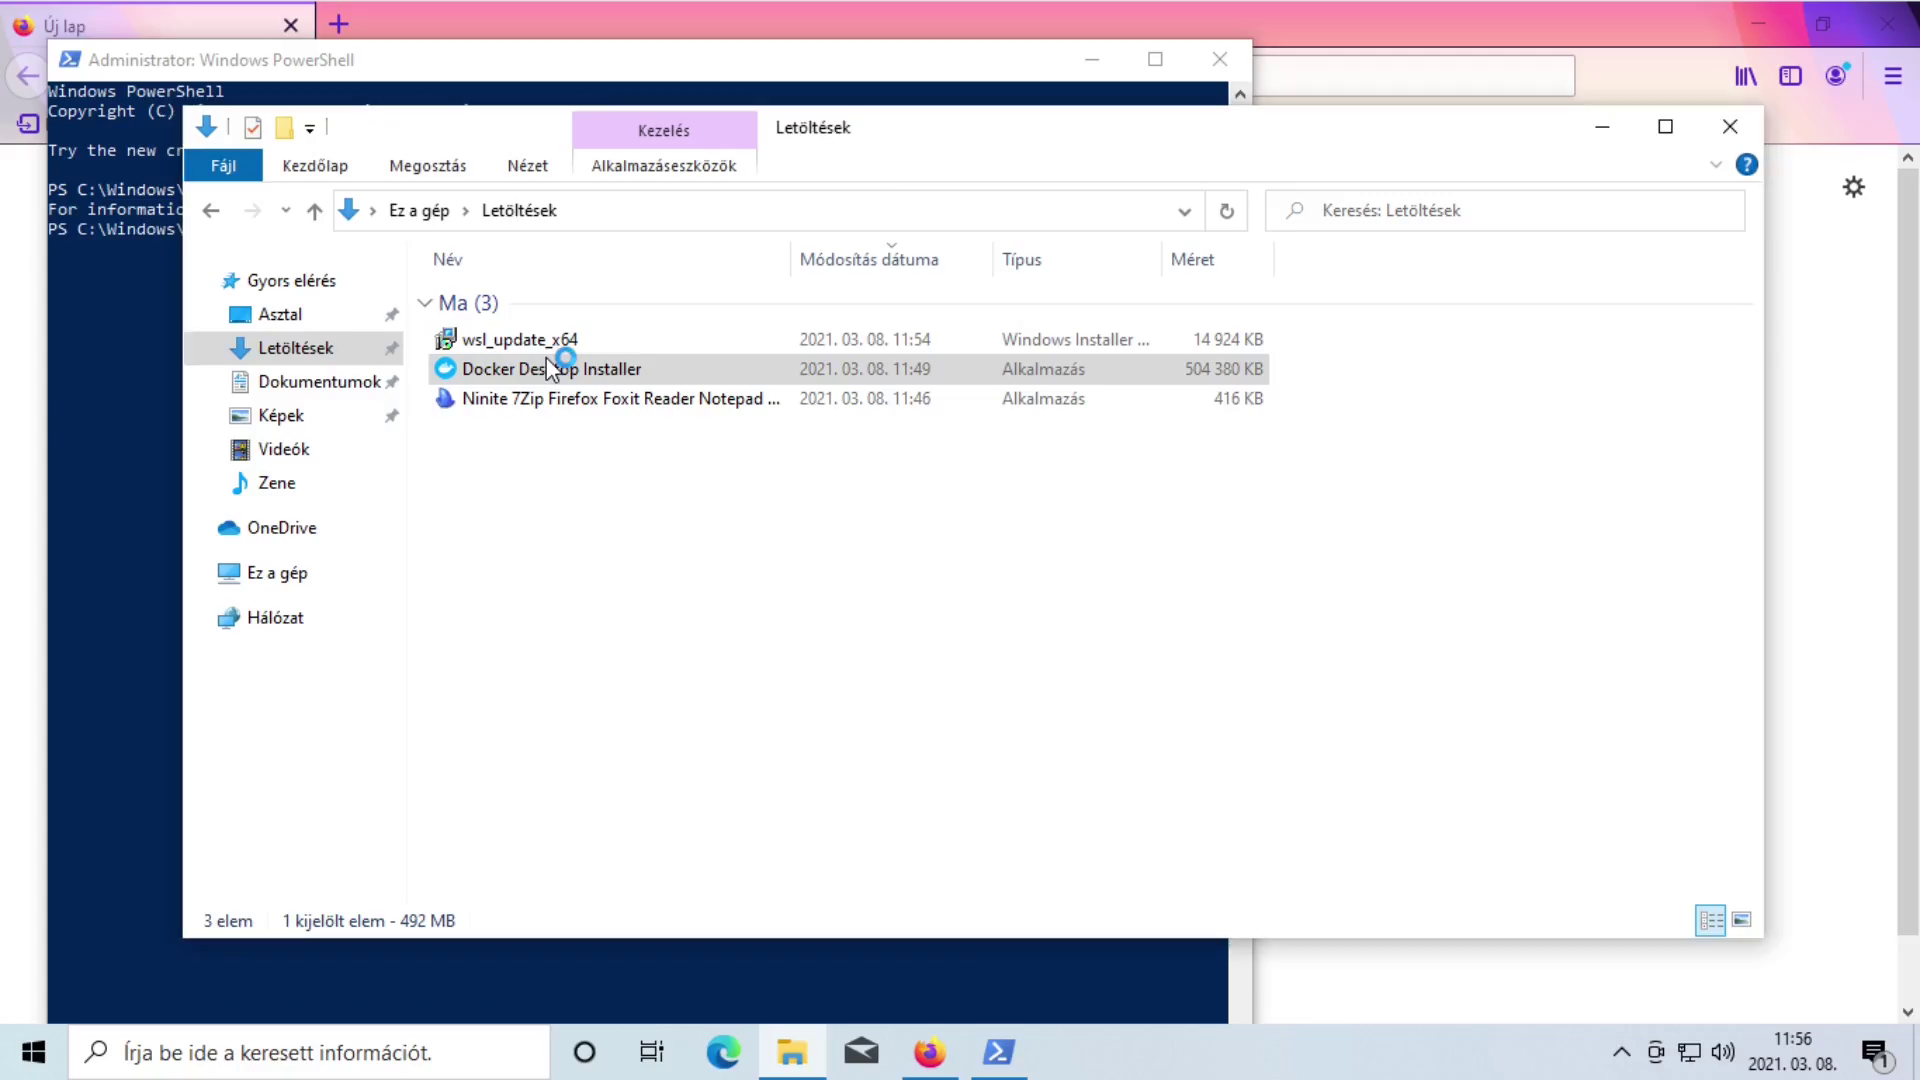 Új lap
Administrator: Windows PowerShell
Windows PowerShell
Copyright (C)
Try the new cr
PS C:\Windows\
For informatio
PS C:\Windows\
Kezelés
Letöltések
Fájl
Kezdőlap
Megosztás
Nézet
Alkalmazáseszközök
Ez a gép
Letöltések
Keresés: Letöltések
Név
Módosítás dátuma
Típus
Méret
Gyors elérés
Asztal
Letöltések
Dokumentumok
Képek
Videók
Zene
OneDrive
Ez a gép
Hálózat
Ma (3)
wsl_update_x64 2021. 03. 08. 11:54 Windows Installer ... 14 924 KB
Docker Desktop Installer 2021. 03. 08. 11:49 Alkalmazás 504 380 KB
Ninite 7Zip Firefox Foxit Reader Notepad ... 2021. 03. 08. 11:46 Alkalmazás 416 KB
3 elem
1 kijelölt elem - 492 MB
Írja be ide a keresett információt.
11:56
2021. 03. 08.
1